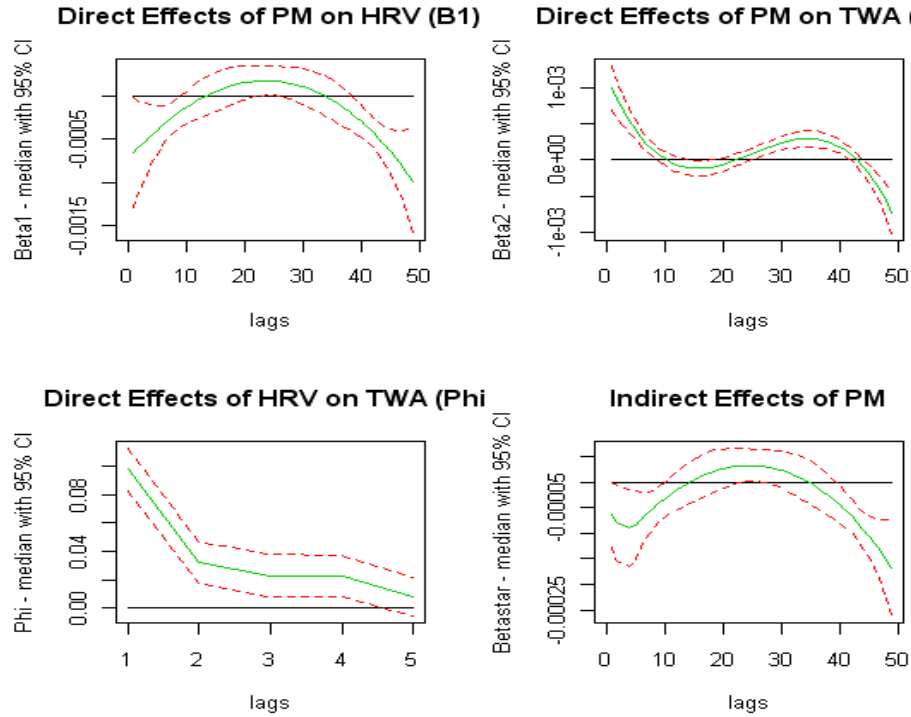 Direct Effects of PM on HRV (B1)
Beta1 - median with 95% CI
-0.0015
-0.0005
0 10 20 30 40 50
lags
Direct Effects of PM on TWA (
Beta2 - median with 95% CI
-1e-03
0e+00
1e-03
0 10 20 30 40 50
lags
Direct Effects of HRV on TWA (Phi
Phi - median with 95% CI
0.00
0.04
0.08
1 2 3 4 5
lags
Indirect Effects of PM
Betastar - median with 95% CI
-0.00025
-0.00005
0 10 20 30 40 50
lags